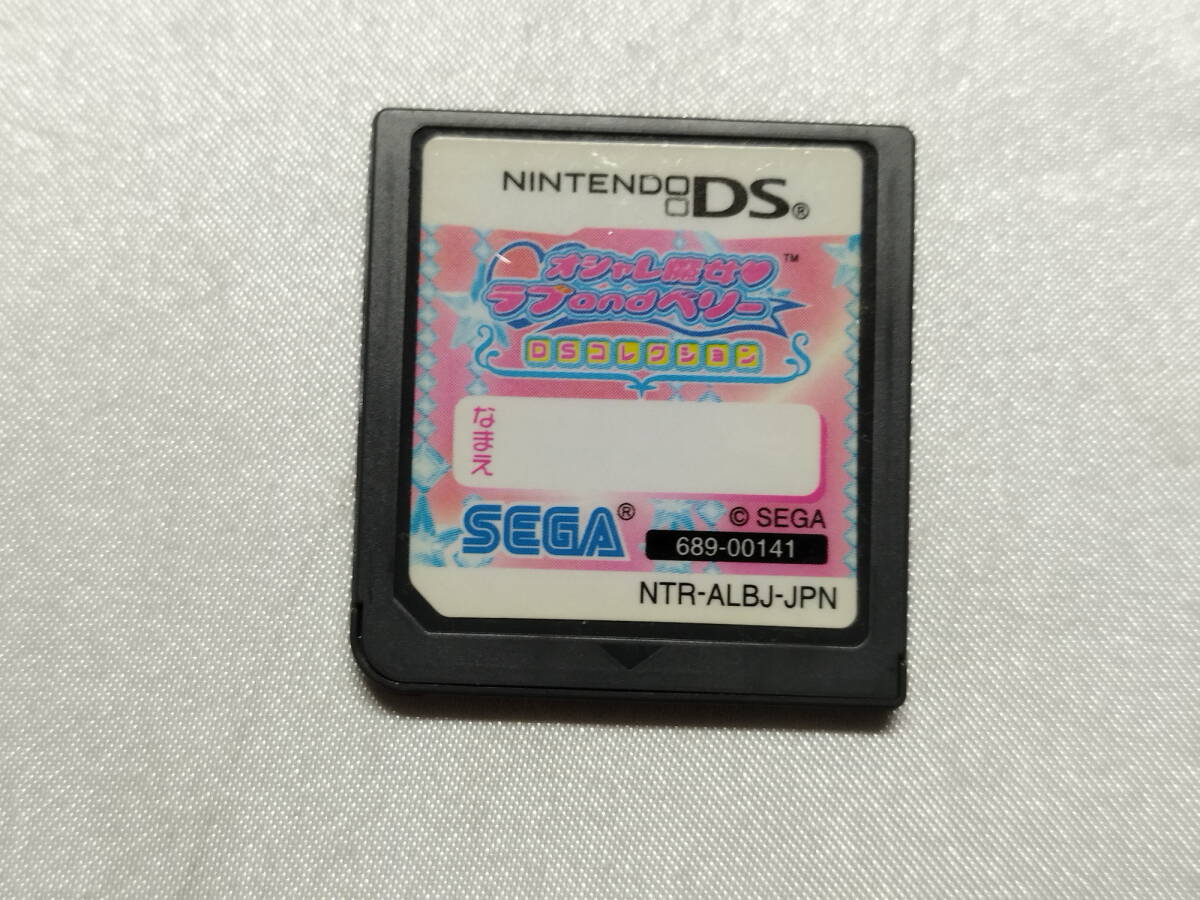 NINTENDO DS®
オシャレ魔女♥™
ラブandベリー
DSコレクション
なまえ
SEGA®
© SEGA
689-00141
NTR-ALBJ-JPN